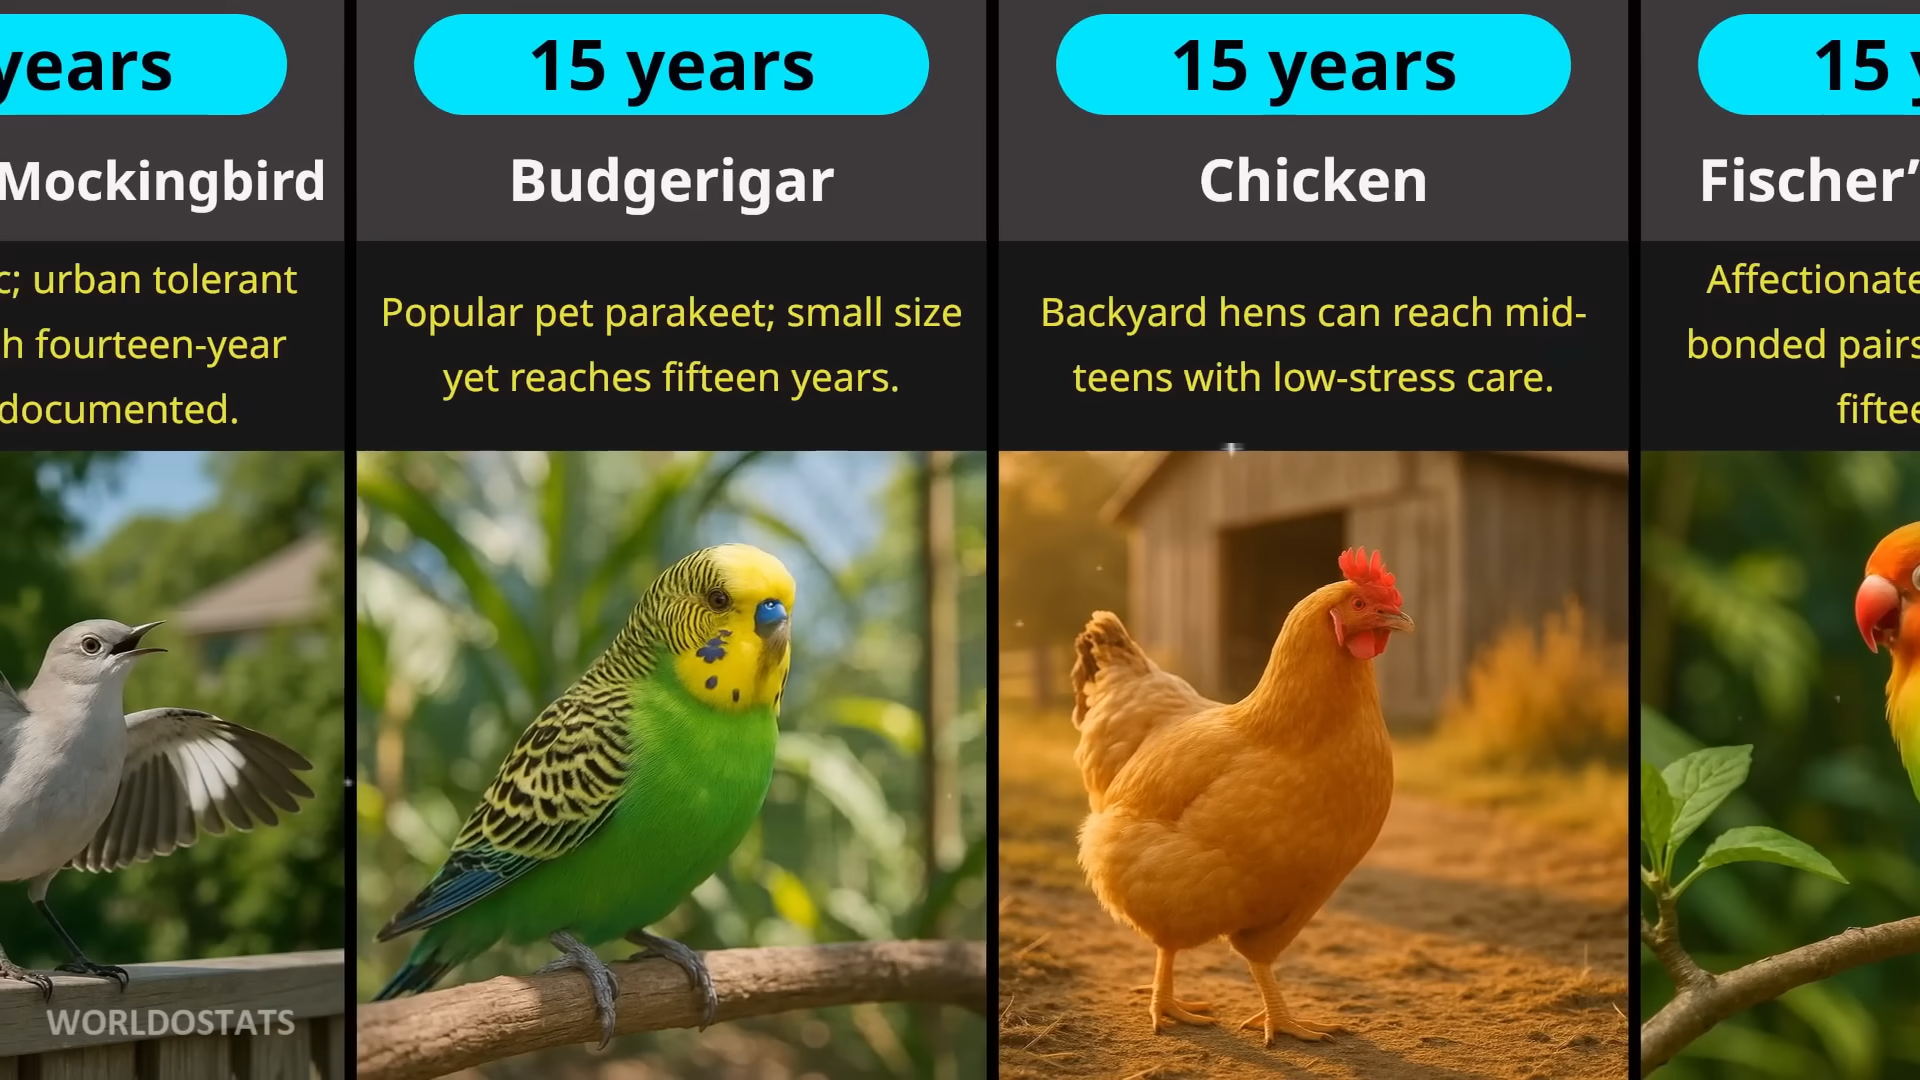 years
Mockingbird
c; urban tolerant
h fourteen-year
documented.
15 years
Budgerigar
Popular pet parakeet; small size
yet reaches fifteen years.
15 years
Chicken
Backyard hens can reach mid-
teens with low-stress care.
15
Fischer’
Affectionate
bonded pairs
fiftee
WORLDOSTATS